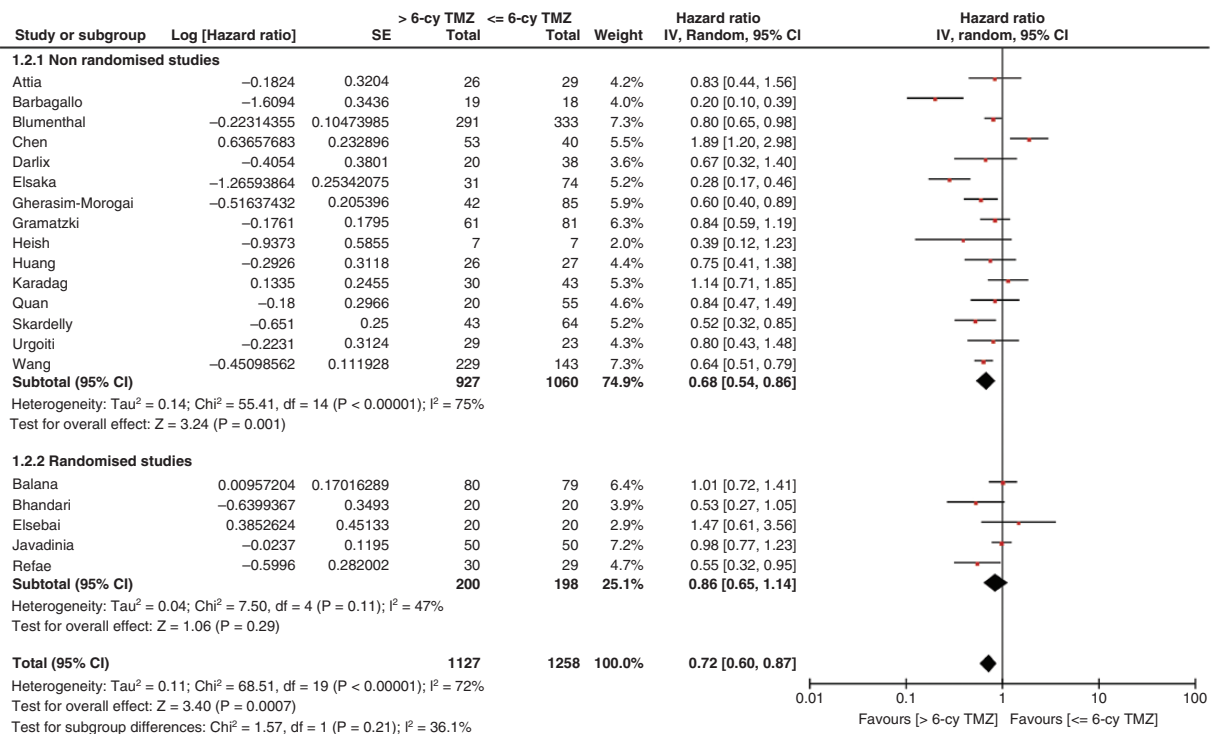 > 6-cy TMZ <= 6-cy TMZ Hazard ratio Hazard ratio
Study or subgroup Log [Hazard ratio] SE Total Total Weight IV, Random, 95% CI IV, random, 95% CI
1.2.1 Non randomised studies
Attia –0.1824 0.3204 26 29 4.2% 0.83 [0.44, 1.56]
Barbagallo –1.6094 0.3436 19 18 4.0% 0.20 [0.10, 0.39]
Blumenthal –0.22314355 0.10473985 291 333 7.3% 0.80 [0.65, 0.98]
Chen 0.63657683 0.232896 53 40 5.5% 1.89 [1.20, 2.98]
Darlix –0.4054 0.3801 20 38 3.6% 0.67 [0.32, 1.40]
Elsaka –1.26593864 0.25342075 31 74 5.2% 0.28 [0.17, 0.46]
Gherasim-Morogai –0.51637432 0.205396 42 85 5.9% 0.60 [0.40, 0.89]
Gramatzki –0.1761 0.1795 61 81 6.3% 0.84 [0.59, 1.19]
Heish –0.9373 0.5855 7 7 2.0% 0.39 [0.12, 1.23]
Huang –0.2926 0.3118 26 27 4.4% 0.75 [0.41, 1.38]
Karadag 0.1335 0.2455 30 43 5.3% 1.14 [0.71, 1.85]
Quan –0.18 0.2966 20 55 4.6% 0.84 [0.47, 1.49]
Skardelly –0.651 0.25 43 64 5.2% 0.52 [0.32, 0.85]
Urgoiti –0.2231 0.3124 29 23 4.3% 0.80 [0.43, 1.48]
Wang –0.45098562 0.111928 229 143 7.3% 0.64 [0.51, 0.79]
Subtotal (95% CI) 927 1060 74.9% 0.68 [0.54, 0.86]
Heterogeneity: Tau² = 0.14; Chi² = 55.41, df = 14 (P < 0.00001); I² = 75%
Test for overall effect: Z = 3.24 (P = 0.001)
1.2.2 Randomised studies
Balana 0.00957204 0.17016289 80 79 6.4% 1.01 [0.72, 1.41]
Bhandari –0.6399367 0.3493 20 20 3.9% 0.53 [0.27, 1.05]
Elsebai 0.3852624 0.45133 20 20 2.9% 1.47 [0.61, 3.56]
Javadinia –0.0237 0.1195 50 50 7.2% 0.98 [0.77, 1.23]
Refae –0.5996 0.282002 30 29 4.7% 0.55 [0.32, 0.95]
Subtotal (95% CI) 200 198 25.1% 0.86 [0.65, 1.14]
Heterogeneity: Tau² = 0.04; Chi² = 7.50, df = 4 (P = 0.11); I² = 47%
Test for overall effect: Z = 1.06 (P = 0.29)
Total (95% CI) 1127 1258 100.0% 0.72 [0.60, 0.87]
Heterogeneity: Tau² = 0.11; Chi² = 68.51, df = 19 (P < 0.00001); I² = 72%
Test for overall effect: Z = 3.40 (P = 0.0007)
Test for subgroup differences: Chi² = 1.57, df = 1 (P = 0.21); I² = 36.1%
0.01 0.1 1 10 100
Favours [> 6-cy TMZ] Favours [<= 6-cy TMZ]